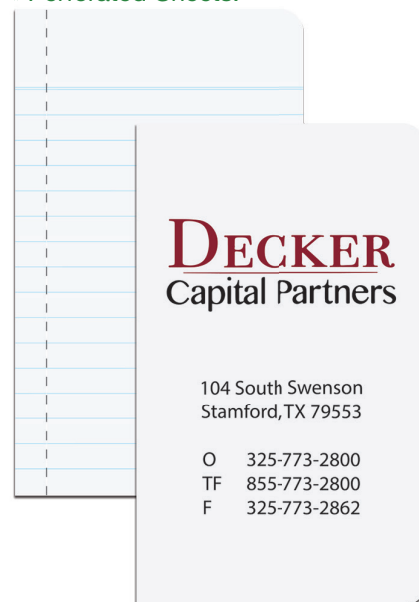 Perforated Sheets.
DECKER
Capital Partners
104 South Swenson
Stamford, TX 79553
O 325-773-2800
TF 855-773-2800
F 325-773-2862